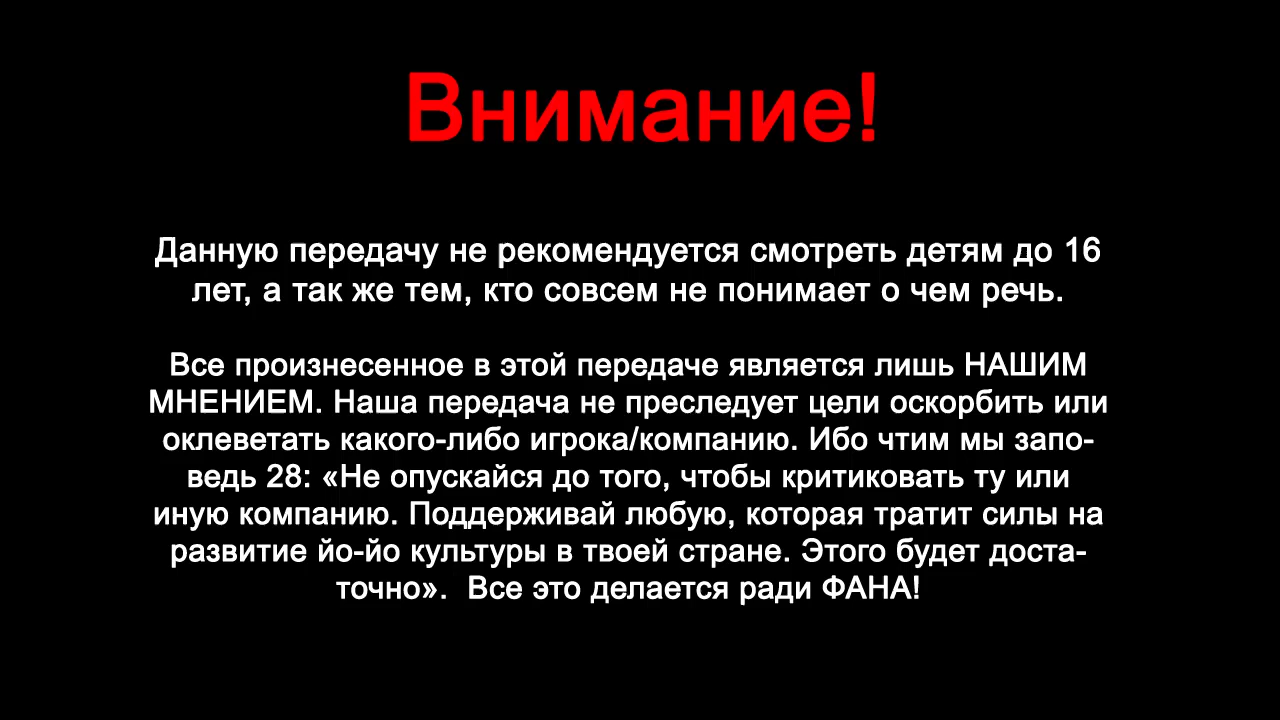 Внимание!
Данную передачу не рекомендуется смотреть детям до 16
лет, а так же тем, кто совсем не понимает о чем речь.
Все произнесенное в этой передаче является лишь НАШИМ
МНЕНИЕМ. Наша передача не преследует цели оскорбить или
оклеветать какого-либо игрока/компанию. Ибо чтим мы запо-
ведь 28: «Не опускайся до того, чтобы критиковать ту или
иную компанию. Поддерживай любую, которая тратит силы на
развитие йо-йо культуры в твоей стране. Этого будет доста-
точно».  Все это делается ради ФАНА!